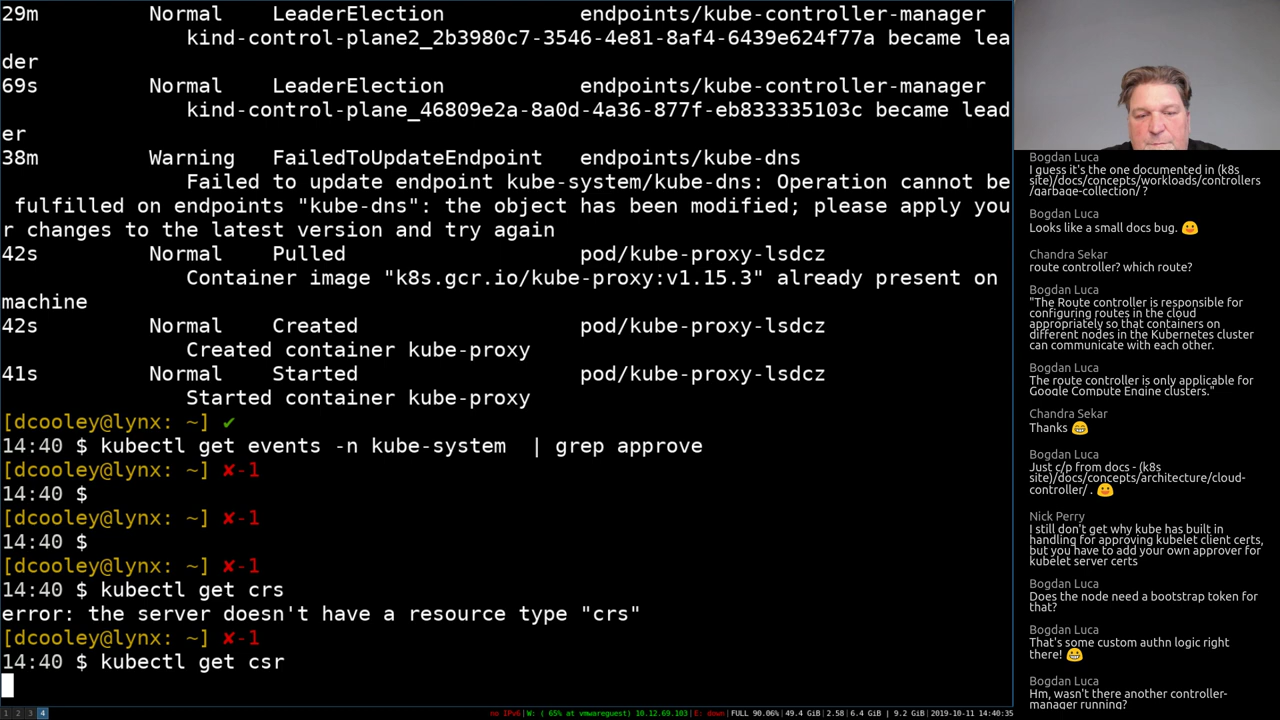 29m         Normal    LeaderElection           endpoints/kube-controller-manager
               kind-control-plane2_2b3980c7-3546-4e81-8af4-6439e624f77a became lea
der
69s         Normal    LeaderElection           endpoints/kube-controller-manager
               kind-control-plane_46809e2a-8a0d-4a36-877f-eb833335103c became lead
er
38m         Warning   FailedToUpdateEndpoint   endpoints/kube-dns
               Failed to update endpoint kube-system/kube-dns: Operation cannot be
 fulfilled on endpoints "kube-dns": the object has been modified; please apply you
r changes to the latest version and try again
42s         Normal    Pulled                   pod/kube-proxy-lsdcz
               Container image "k8s.gcr.io/kube-proxy:v1.15.3" already present on
machine
42s         Normal    Created                  pod/kube-proxy-lsdcz
               Created container kube-proxy
41s         Normal    Started                  pod/kube-proxy-lsdcz
               Started container kube-proxy
[dcooley@lynx: ~] ✔
14:40 $ kubectl get events -n kube-system  | grep approve
[dcooley@lynx: ~] ✘-1
14:40 $
[dcooley@lynx: ~] ✘-1
14:40 $
[dcooley@lynx: ~] ✘-1
14:40 $ kubectl get crs
error: the server doesn't have a resource type "crs"
[dcooley@lynx: ~] ✘-1
14:40 $ kubectl get csr
Bogdan Luca
I guess it's the one documented in (k8s
site)/docs/concepts/workloads/controllers
/garbage-collection/ ?
Bogdan Luca
Looks like a small docs bug. 😛
Chandra Sekar
route controller? which route?
Bogdan Luca
"The Route controller is responsible for
configuring routes in the cloud
appropriately so that containers on
different nodes in the Kubernetes cluster
can communicate with each other.
Bogdan Luca
The route controller is only applicable for
Google Compute Engine clusters."
Chandra Sekar
Thanks 😁
Bogdan Luca
Just c/p from docs - (k8s
site)/docs/concepts/architecture/cloud-
controller/ . 😛
Nick Perry
I still don't get why kube has built in
handling for approving kubelet client certs,
but you have to add your own approver for
kubelet server certs
Bogdan Luca
Does the node need a bootstrap token for
that?
Bogdan Luca
That's some custom authn logic right
there! 😁
Bogdan Luca
Hm, wasn't there another controller-
manager running?
1 2 3 4
no IPv6|W: ( 65% at vmwareguest) 10.12.69.103|E: down|FULL 90.06%|49.4 GiB|2.58|6.4 GiB | 9.2 GiB|2019-10-11 14:40:35